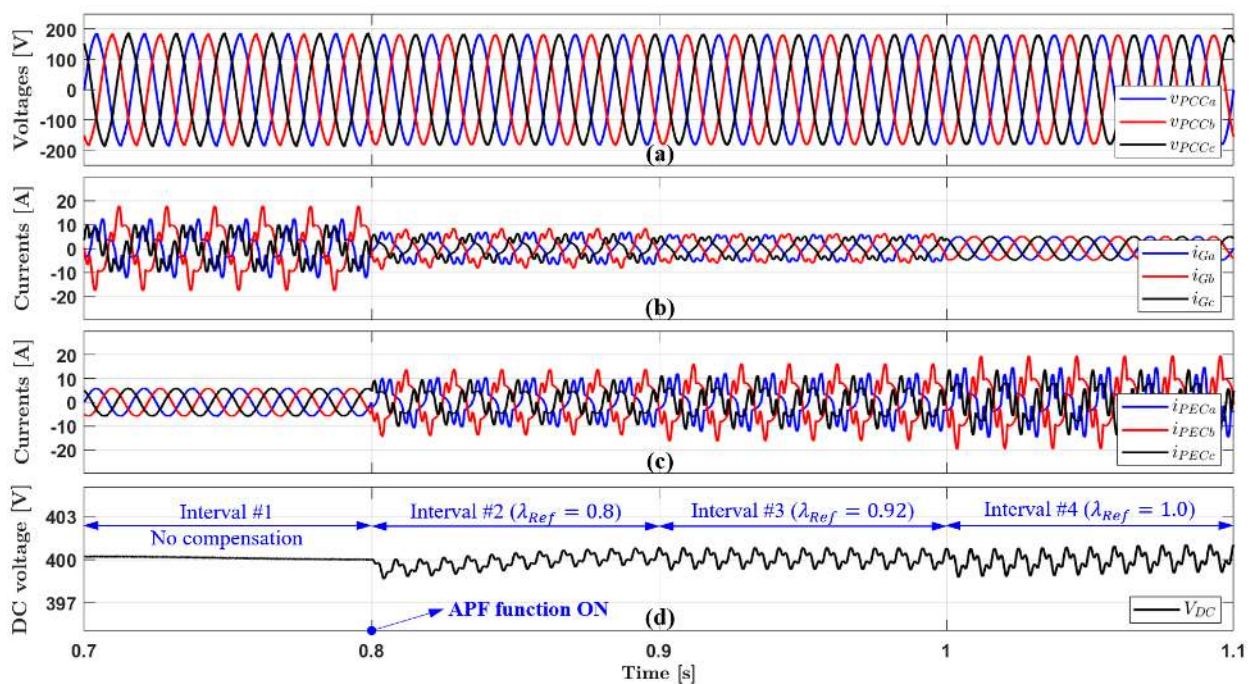 Voltages [V]
200
100
0
-100
-200
v_PCCa
v_PCCb
v_PCCc
(a)
Currents [A]
20
10
0
-10
-20
i_Ga
i_Gb
i_Gc
(b)
Currents [A]
20
10
0
-10
-20
i_PECa
i_PECb
i_PECc
(c)
DC voltage [V]
403
400
397
Interval #1
No compensation
Interval #2 (λ_Ref = 0.8)
Interval #3 (λ_Ref = 0.92)
Interval #4 (λ_Ref = 1.0)
APF function ON
(d)
V_DC
0.7
0.8
0.9
1
1.1
Time [s]